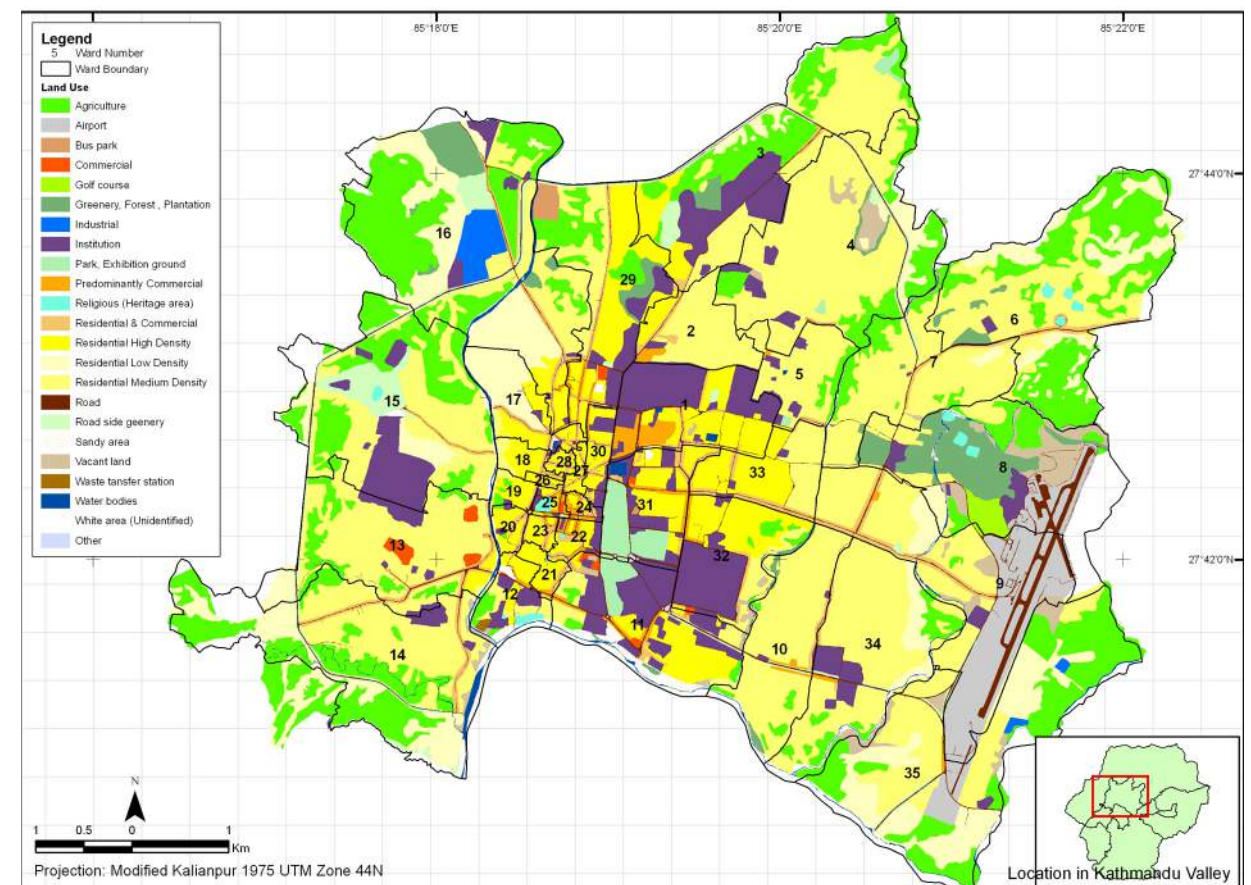 85°18'0"E
85°20'0"E
85°22'0"E
Legend
5 Ward Number
Ward Boundary
Land Use
Agriculture
Airport
Bus park
Commercial
Golf course
Greenery, Forest , Plantation
Industrial
Institution
Park, Exhibition ground
Predominantly Commercial
Religious (Heritage area)
Residential & Commercial
Residential High Density
Residential Low Density
Residential Medium Density
Road
Road side geenery
Sandy area
Vacant land
Waste tansfer station
Water bodies
White area (Unidentified)
Other
3
27°44'0"N
16
4
29
6
2
7
5
15
17
1
30
18
28
27
33
8
26
19
25
24
31
20
23
22
13
32
27°42'0"N
21
9
12
11
10
34
14
35
N
1 0.5 0 1
Km
Projection: Modified Kalianpur 1975 UTM Zone 44N
Location in Kathmandu Valley